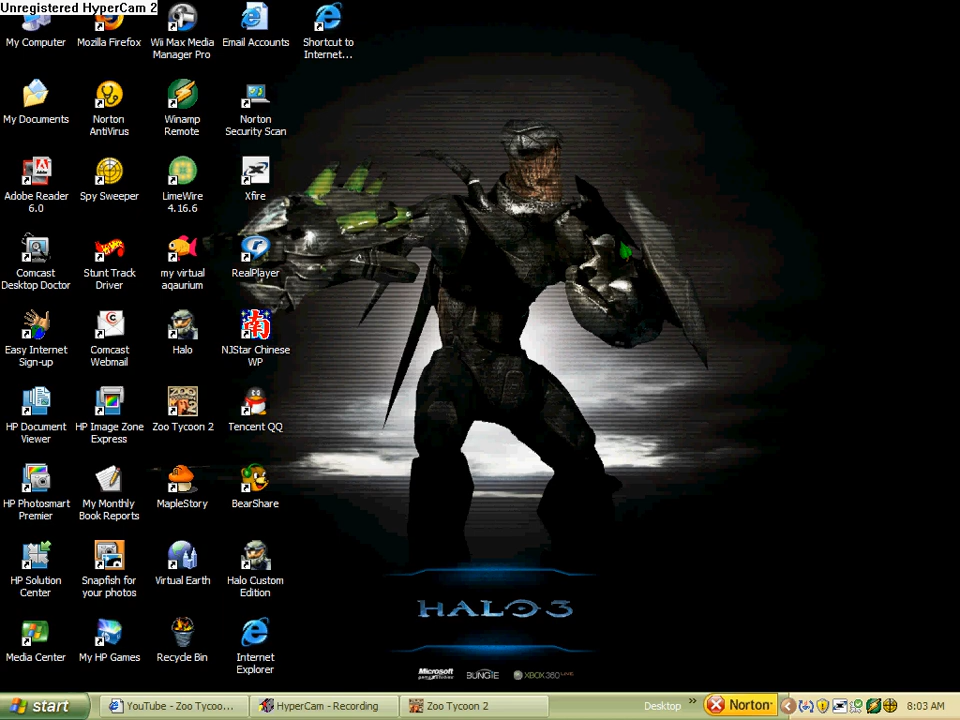 Unregistered HyperCam 2
My Computer
Mozilla Firefox
Wii Max Media
Manager Pro
Email Accounts
Shortcut to
Internet...
My Documents
Norton
AntiVirus
Winamp
Remote
Norton
Security Scan
Adobe Reader
6.0
Spy Sweeper
LimeWire
4.16.6
Xfire
Comcast
Desktop Doctor
Stunt Track
Driver
my virtual
aqaurium
RealPlayer
Easy Internet
Sign-up
Comcast
Webmail
Halo
南
NJStar Chinese
WP
HP Document
Viewer
HP Image Zone
Express
ZOO
Zoo Tycoon 2
Tencent QQ
HP Photosmart
Premier
My Monthly
Book Reports
MapleStory
BearShare
HP Solution
Center
Snapfish for
your photos
Virtual Earth
Halo Custom
Edition
Media Center
My HP Games
Recycle Bin
Internet
Explorer
HALO 3
Microsoft
game studios
BUNGIE
XBOX360 LIVE
start
YouTube - Zoo Tycoo...
HyperCam - Recording
Zoo Tycoon 2
Desktop
»
Norton
8:03 AM